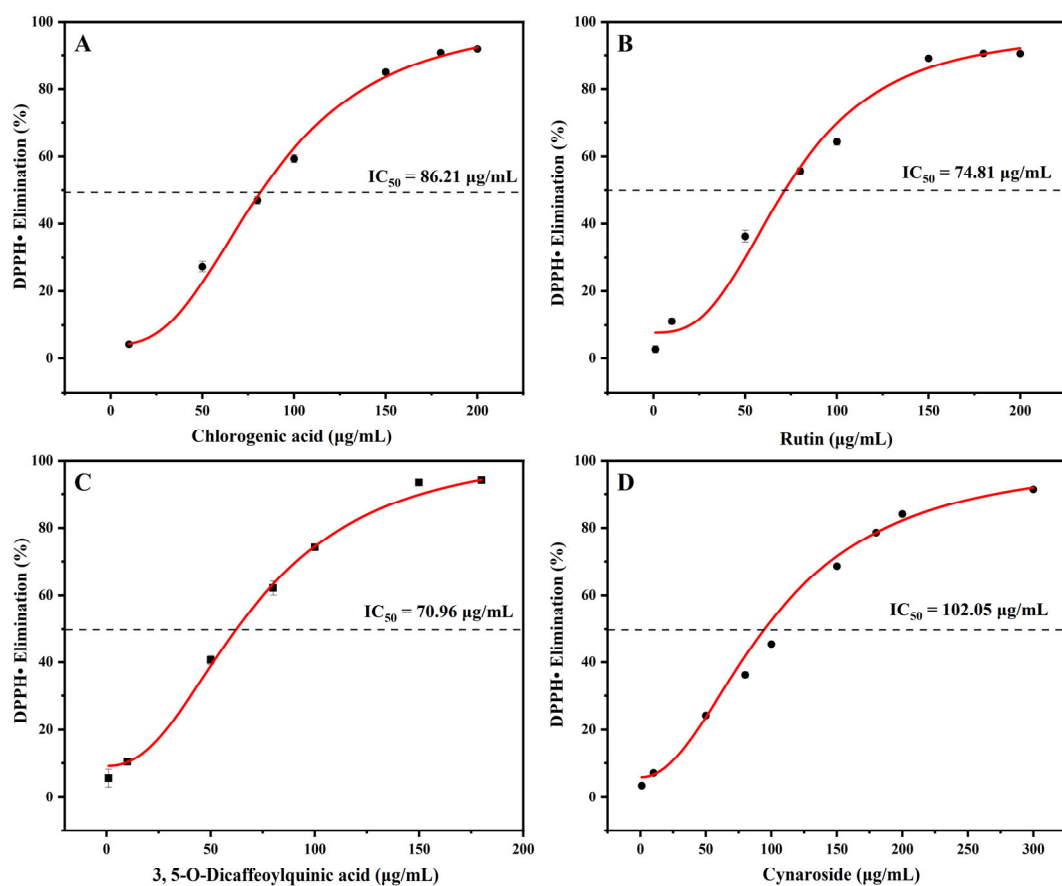 A
DPPH• Elimination (%)
100
80
60
40
20
0
IC50 = 86.21 μg/mL
0 50 100 150 200
Chlorogenic acid (μg/mL)
B
DPPH• Elimination (%)
100
80
60
40
20
0
IC50 = 74.81 μg/mL
0 50 100 150 200
Rutin (μg/mL)
C
DPPH• Elimination (%)
100
80
60
40
20
0
IC50 = 70.96 μg/mL
0 50 100 150 200
3, 5-O-Dicaffeoylquinic acid (μg/mL)
D
DPPH• Elimination (%)
100
80
60
40
20
0
IC50 = 102.05 μg/mL
0 50 100 150 200 250 300
Cynaroside (μg/mL)